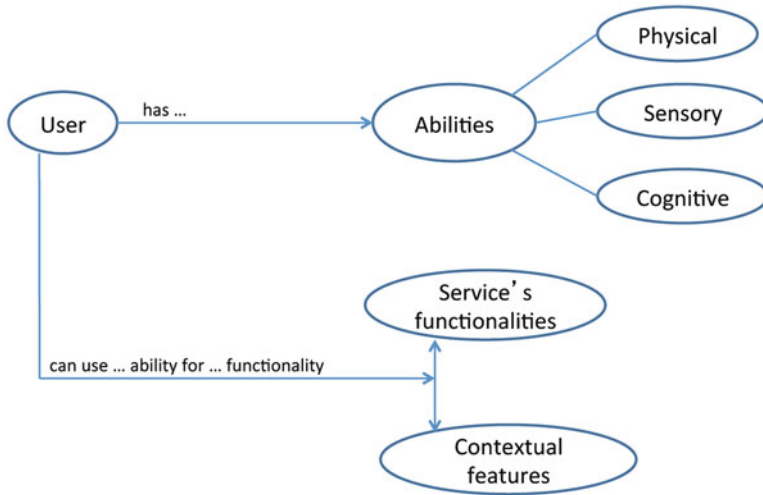 Physical
has ...
User
Abilities
Sensory
Cognitive
Service's
functionalities
can use ... ability for ... functionality
Contextual
features